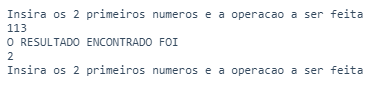 Insira os 2 primeiros numeros e a operacao a ser feita
113
O RESULTADO ENCONTRADO FOI
2
Insira os 2 primeiros numeros e a operacao a ser feita